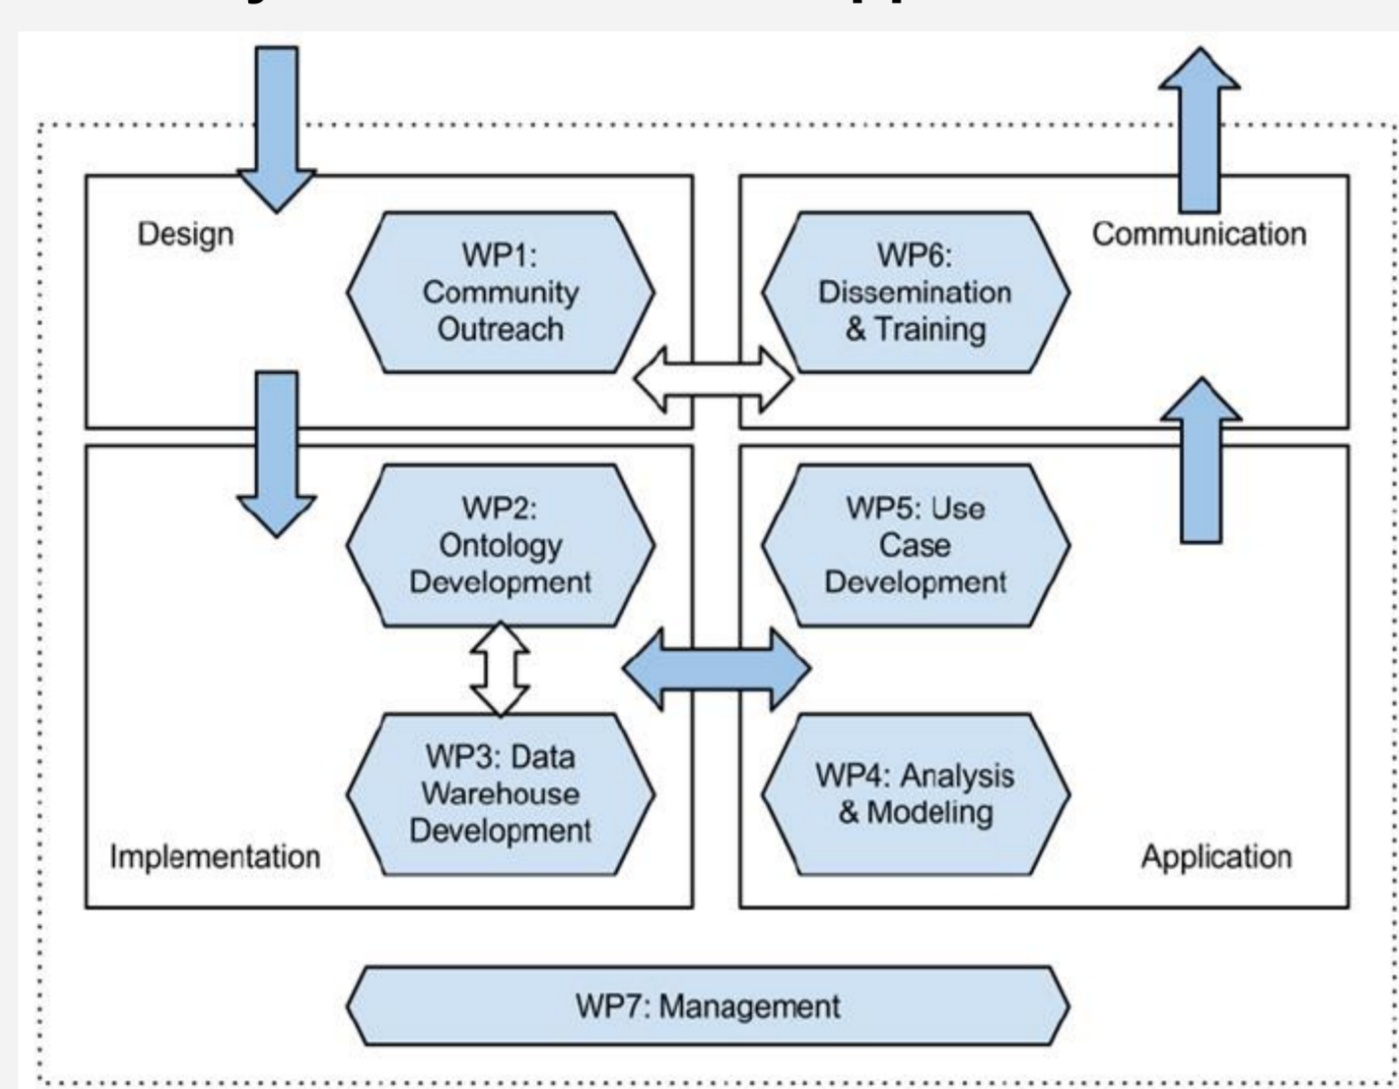 Design
WP1:
Community
Outreach
WP6:
Dissemination
& Training
Communication
WP2:
Ontology
Development
WP5: Use
Case
Development
WP3: Data
Warehouse
Development
WP4: Analysis
& Modeling
Implementation
Application
WP7: Management